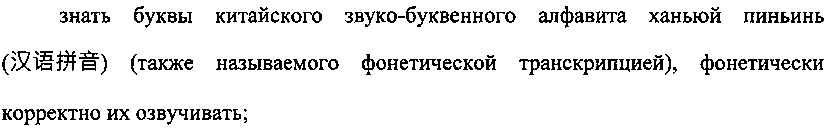 знать буквы китайского звуко-буквенного алфавита ханьюй пиньинь
(汉语拼音) (также называемого фонетической транскрипцией), фонетически
корректно их озвучивать;